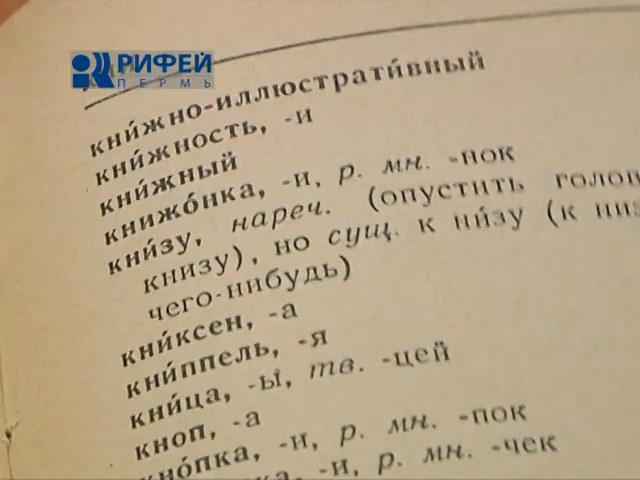 РИФЕЙ
ПЕРМЬ
кни́жно-иллюстрати́вный
кни́жность, -и
кни́жный
книжо́нка, -и, р. мн. -нок
кни́зу, нареч. (опустить голов
книзу), но сущ. к ни́зу (к низ
чего-нибудь)
кни́ксен, -а
кни́ппель, -я
кни́ца, -ы, тв. -цей
кноп, -а
кно́пка, -и, р. мн. -пок
-и, р. мн. -чек